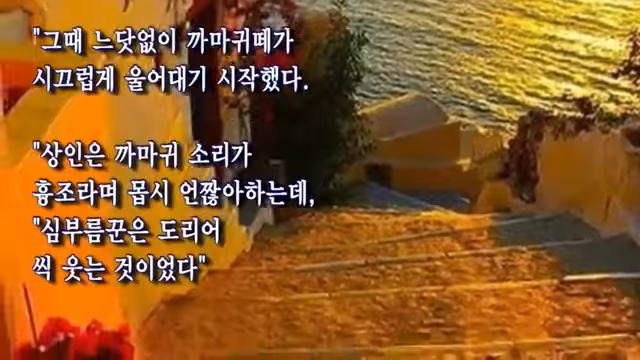 "그때 느닷없이 까마귀떼가
시끄럽게 울어대기 시작했다.
"상인은 까마귀 소리가
흉조라며 몹시 언짢아하는데,
"심부름꾼은 도리어
씩 웃는 것이었다"